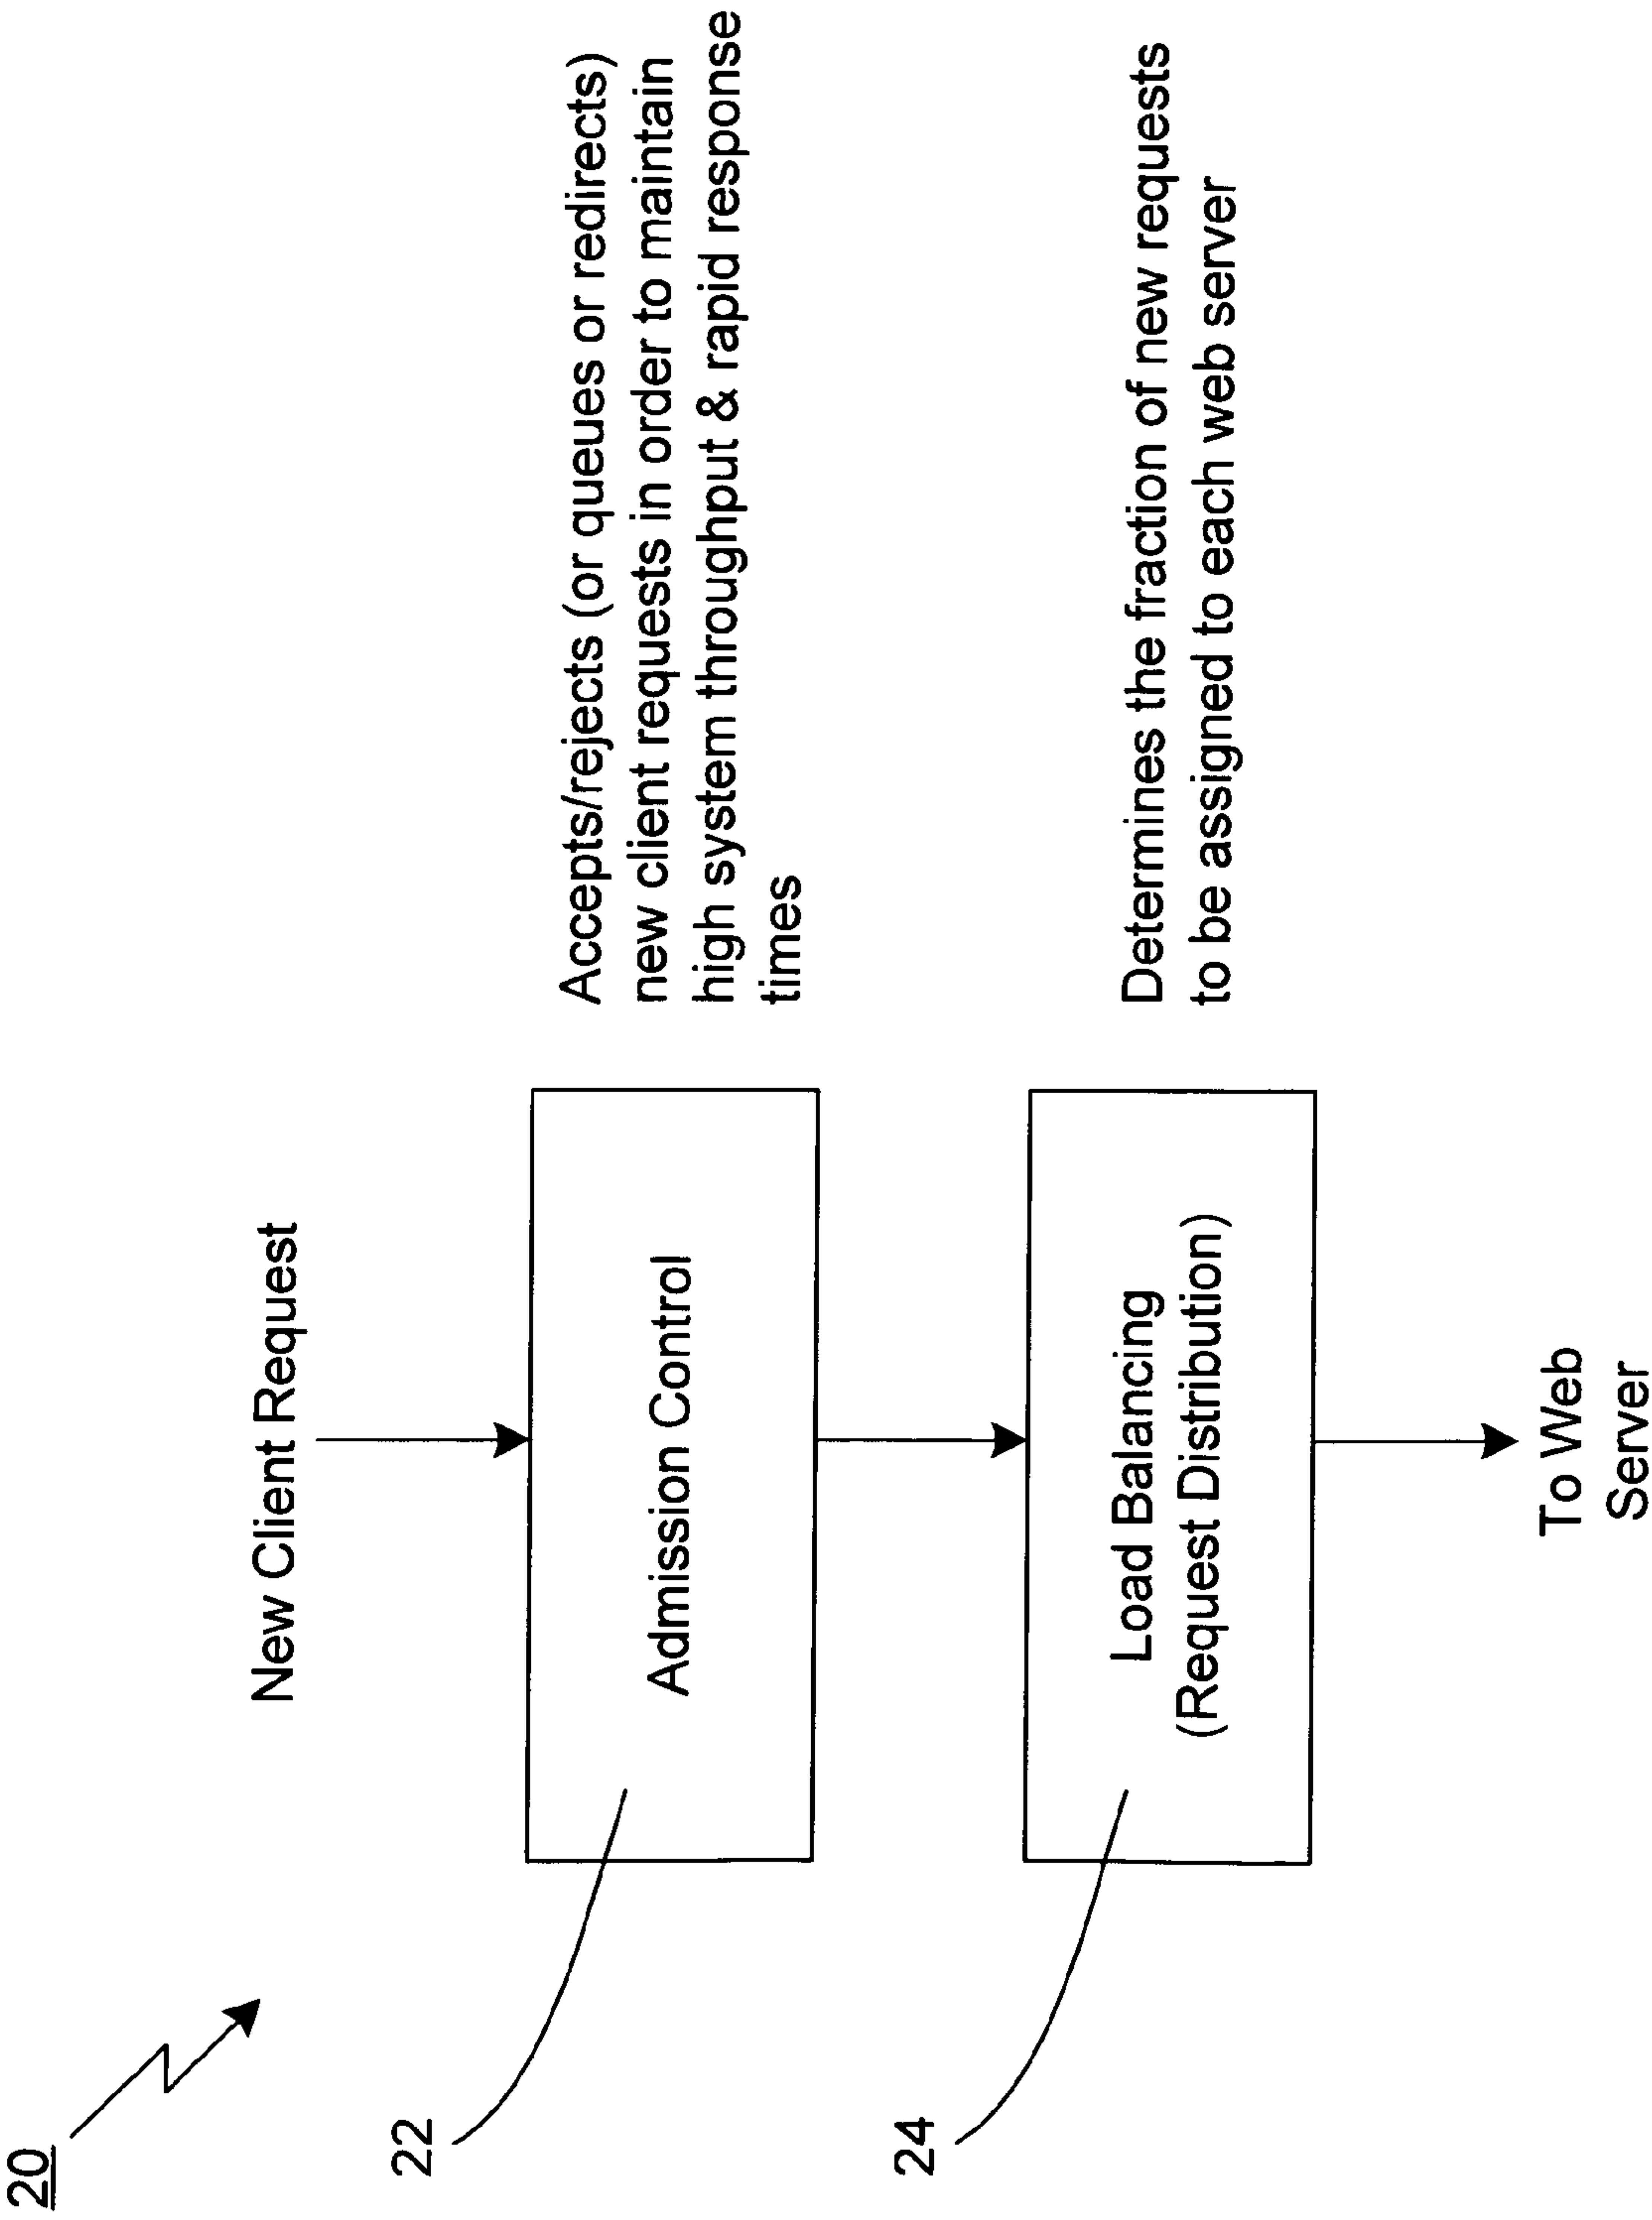 20
New Client Request
22
Admission Control
Accepts/rejects (or queues or redirects)
new client requests in order to maintain
high system throughput & rapid response
times
24
Load Balancing
(Request Distribution)
Determines the fraction of new requests
to be assigned to each web server
To Web
Server